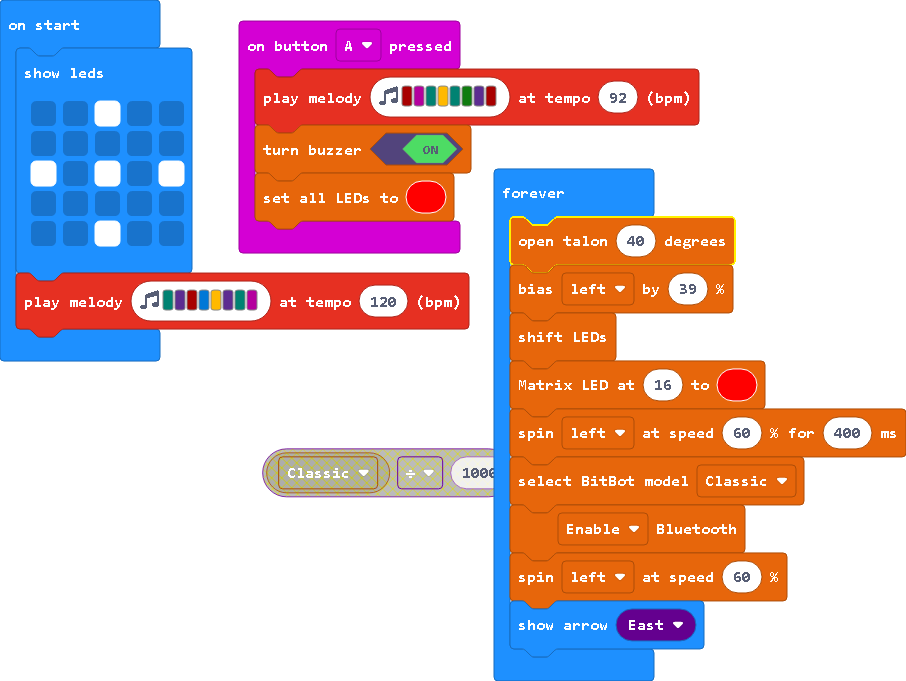 on start
show leds
play melody at tempo 120 (bpm)
on button A pressed
play melody at tempo 92 (bpm)
turn buzzer ON
set all LEDs to
Classic ÷ 1000
forever
open talon 40 degrees
bias left by 39 %
shift LEDs
Matrix LED at 16 to
spin left at speed 60 % for 400 ms
select BitBot model Classic
Enable Bluetooth
spin left at speed 60 %
show arrow East